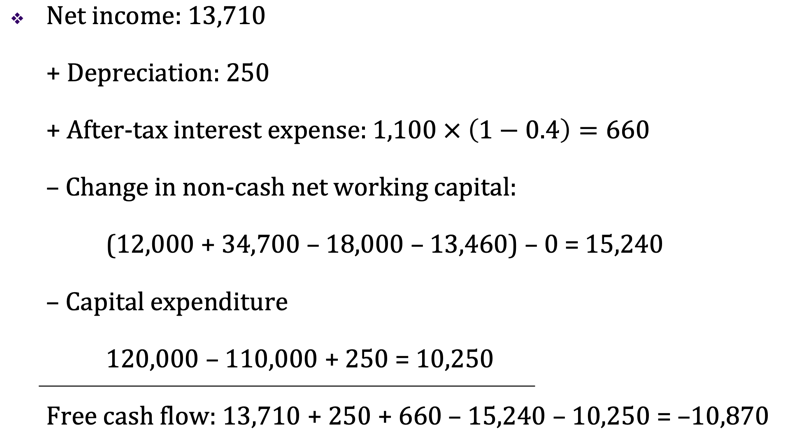 ❖ Net income: 13,710
+ Depreciation: 250
+ After-tax interest expense: 1,100 × (1 − 0.4) = 660
– Change in non-cash net working capital:
(12,000 + 34,700 – 18,000 – 13,460) – 0 = 15,240
– Capital expenditure
120,000 – 110,000 + 250 = 10,250
Free cash flow: 13,710 + 250 + 660 – 15,240 – 10,250 = –10,870